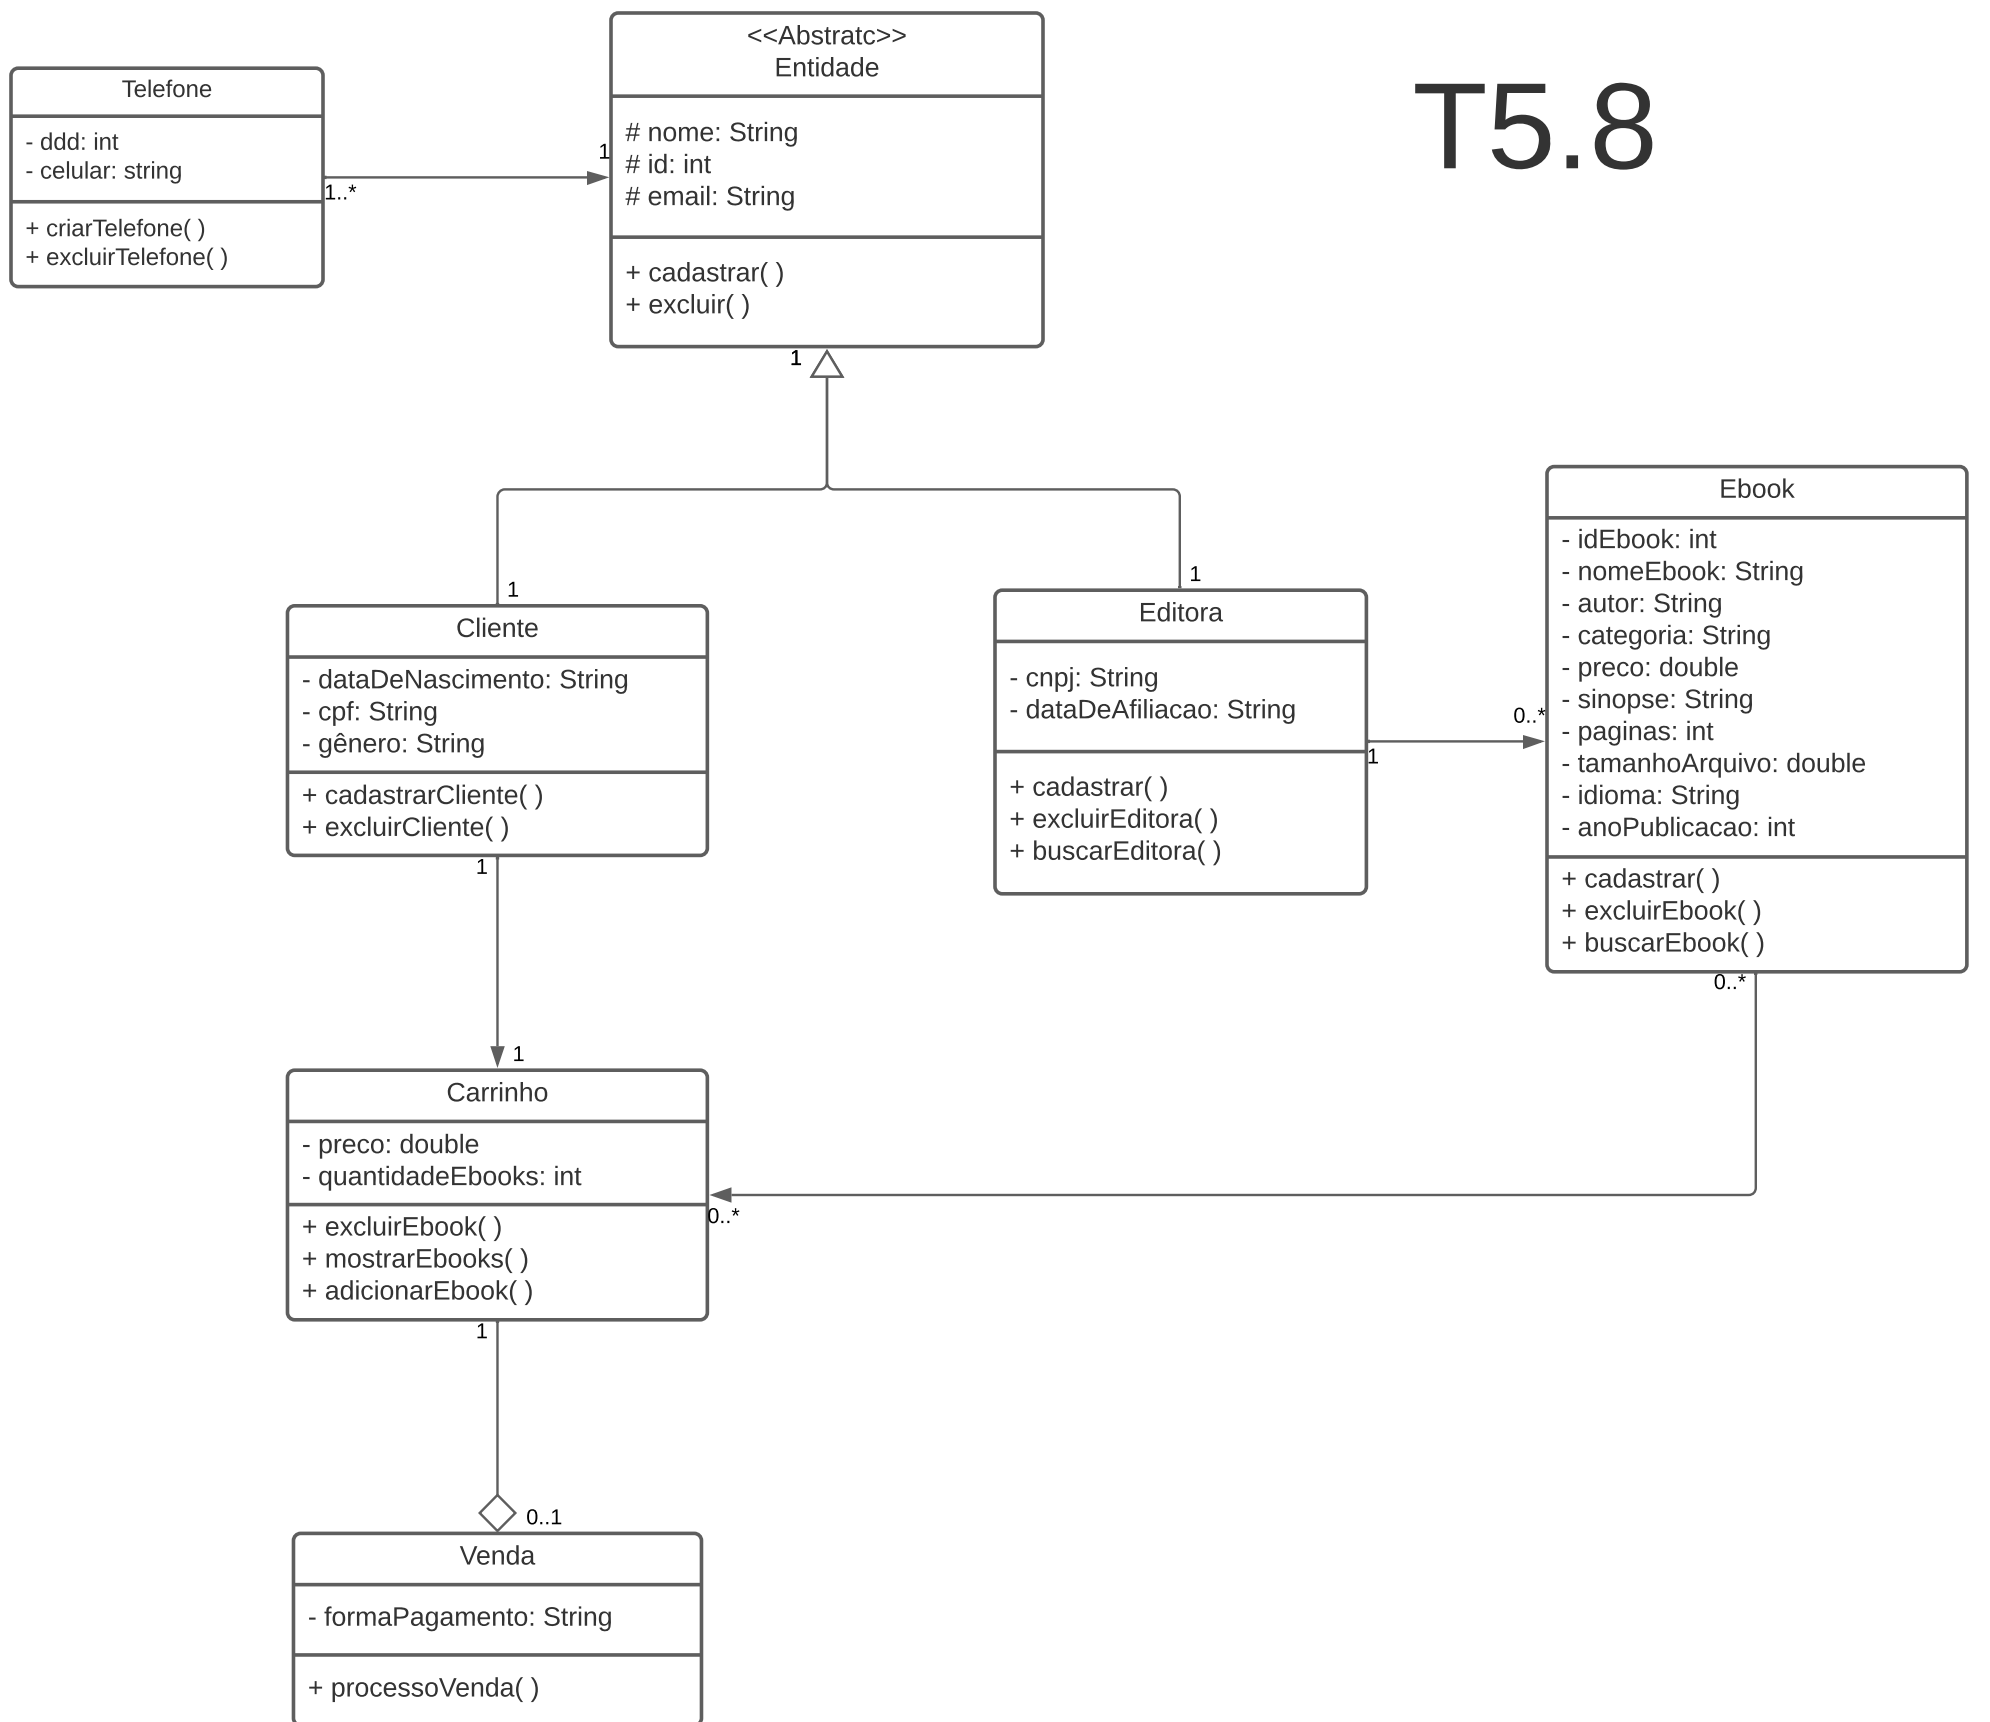 <<Abstratc>>
Entidade
# nome: String
# id: int
# email: String
+ cadastrar( )
+ excluir( )
T5.8
Telefone
- ddd: int
- celular: string
+ criarTelefone( )
+ excluirTelefone( )
1
1..*
1
1
1
Cliente
- dataDeNascimento: String
- cpf: String
- gênero: String
+ cadastrarCliente( )
+ excluirCliente( )
1
Editora
- cnpj: String
- dataDeAfiliacao: String
+ cadastrar( )
+ excluirEditora( )
+ buscarEditora( )
0..*
1
Ebook
- idEbook: int
- nomeEbook: String
- autor: String
- categoria: String
- preco: double
- sinopse: String
- paginas: int
- tamanhoArquivo: double
- idioma: String
- anoPublicacao: int
+ cadastrar( )
+ excluirEbook( )
+ buscarEbook( )
0..*
1
Carrinho
- preco: double
- quantidadeEbooks: int
+ excluirEbook( )
+ mostrarEbooks( )
+ adicionarEbook( )
0..*
1
0..1
Venda
- formaPagamento: String
+ processoVenda( )